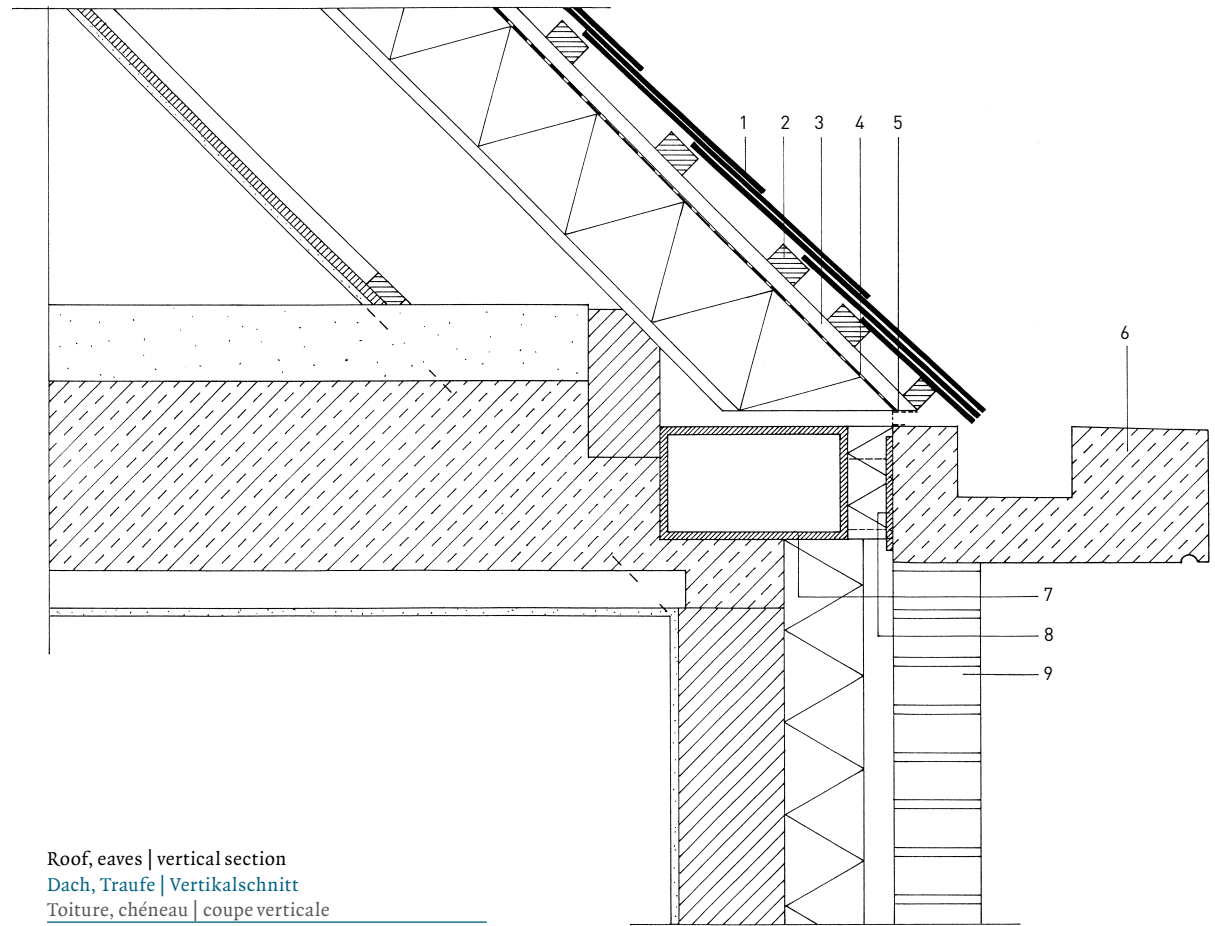 1 2 3 4 5
6
7
8
9
Roof, eaves | vertical section
Dach, Traufe | Vertikalschnitt
Toiture, chéneau | coupe verticale